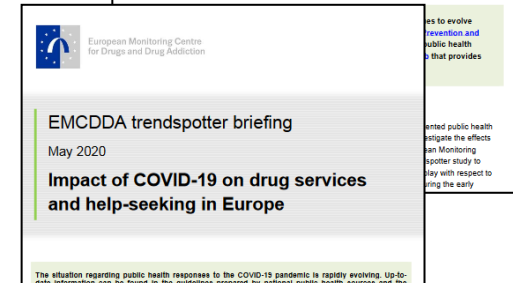 European Monitoring Centre
for Drugs and Drug Addiction
EMCDDA trendspotter briefing
May 2020
Impact of COVID-19 on drug services
and help-seeking in Europe
The situation regarding public health responses to the COVID-19 pandemic is rapidly evolving. Up-to-
date information can be found in the guidelines prepared by national public health sources and the
es to evolve
revention and
public health
that provides
ented public health
estigate the effects
ean Monitoring
spotter study to
play with respect to
uring the early